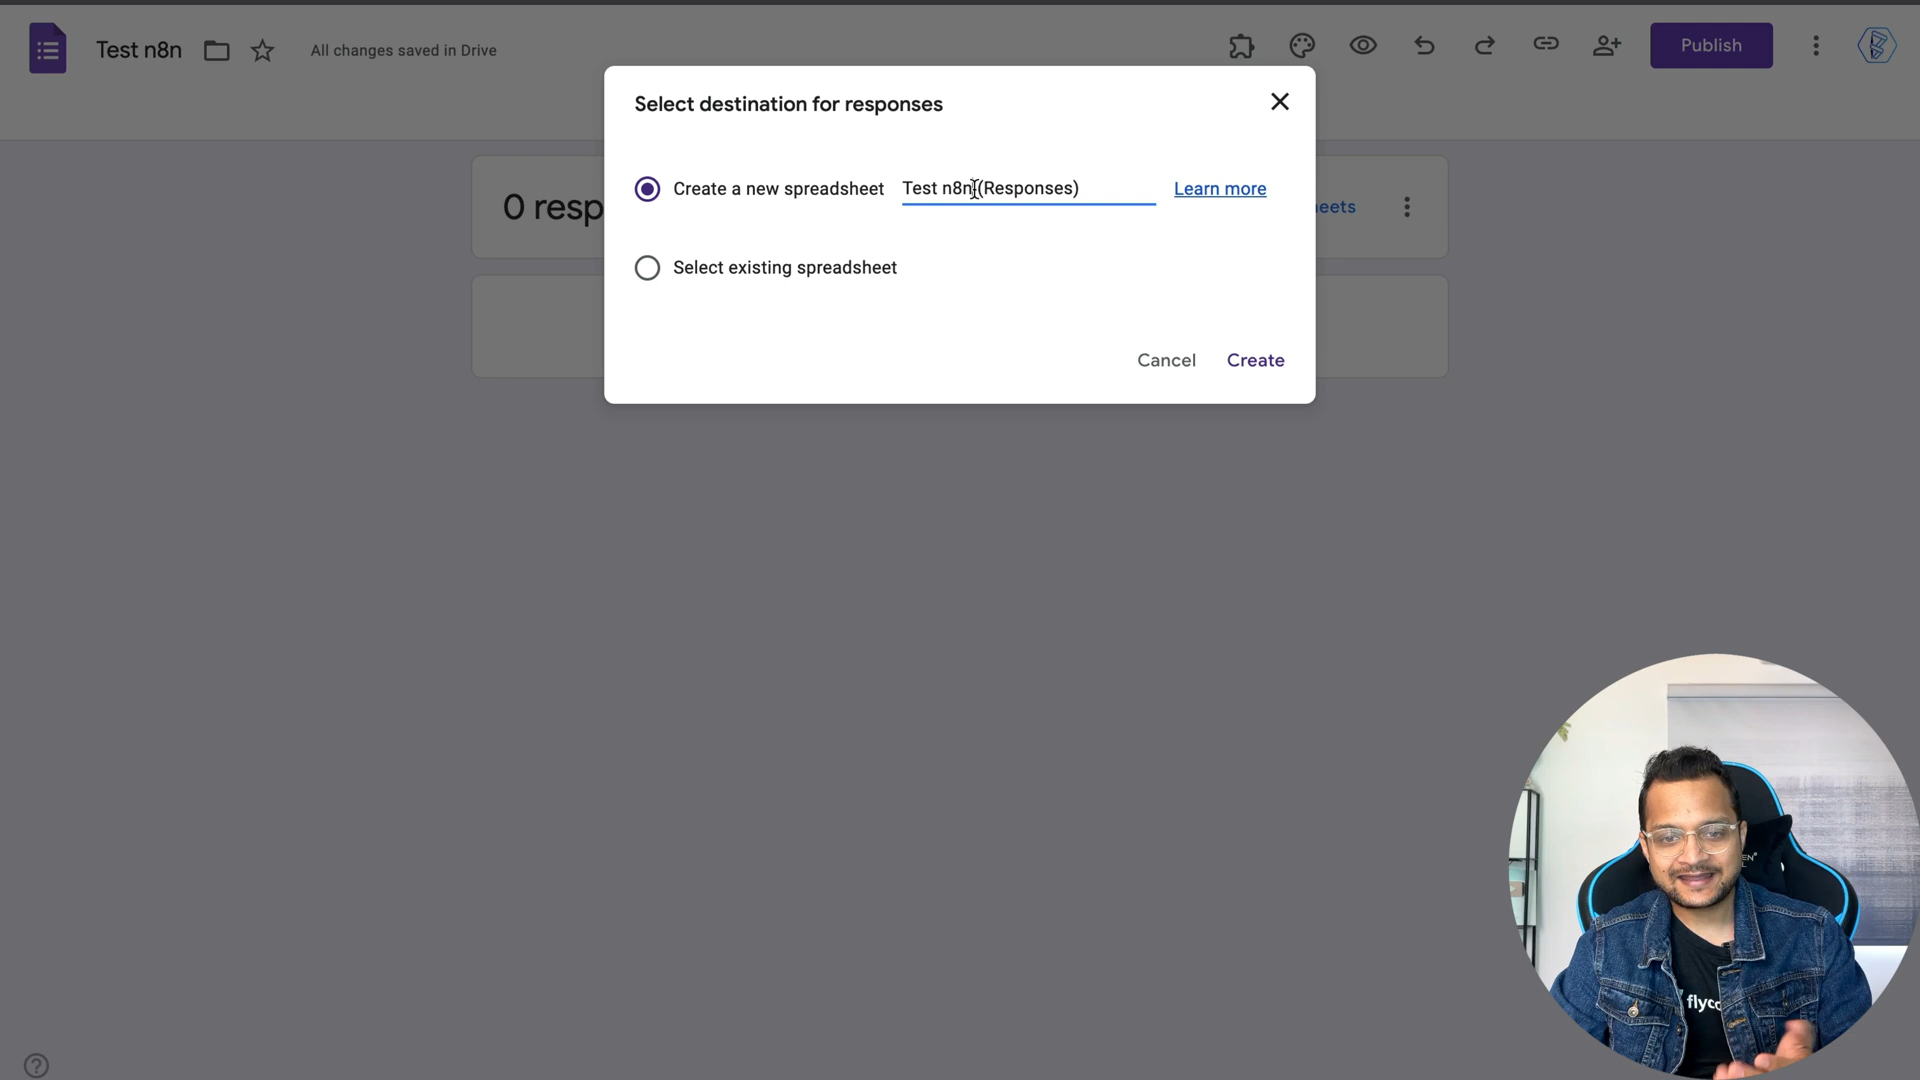 Test n8n
All changes saved in Drive
Publish
Select destination for responses
Create a new spreadsheet
Test n8n (Responses)
Learn more
0 resp
eets
Select existing spreadsheet
Cancel
Create
flyc